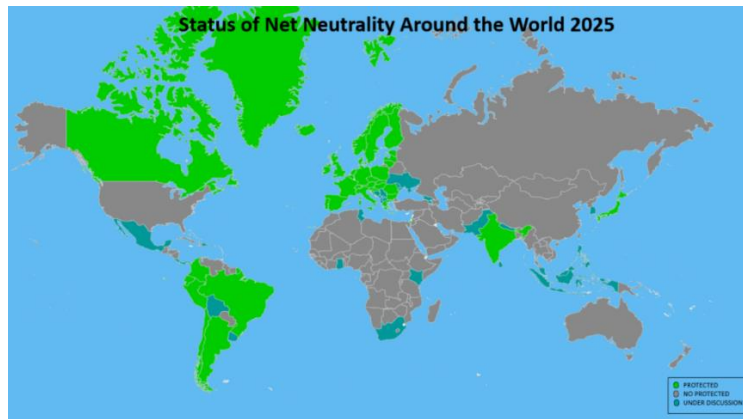 Status of Net Neutrality Around the World 2025
PROTECTED
NO PROTECTED
UNDER DISCUSSION